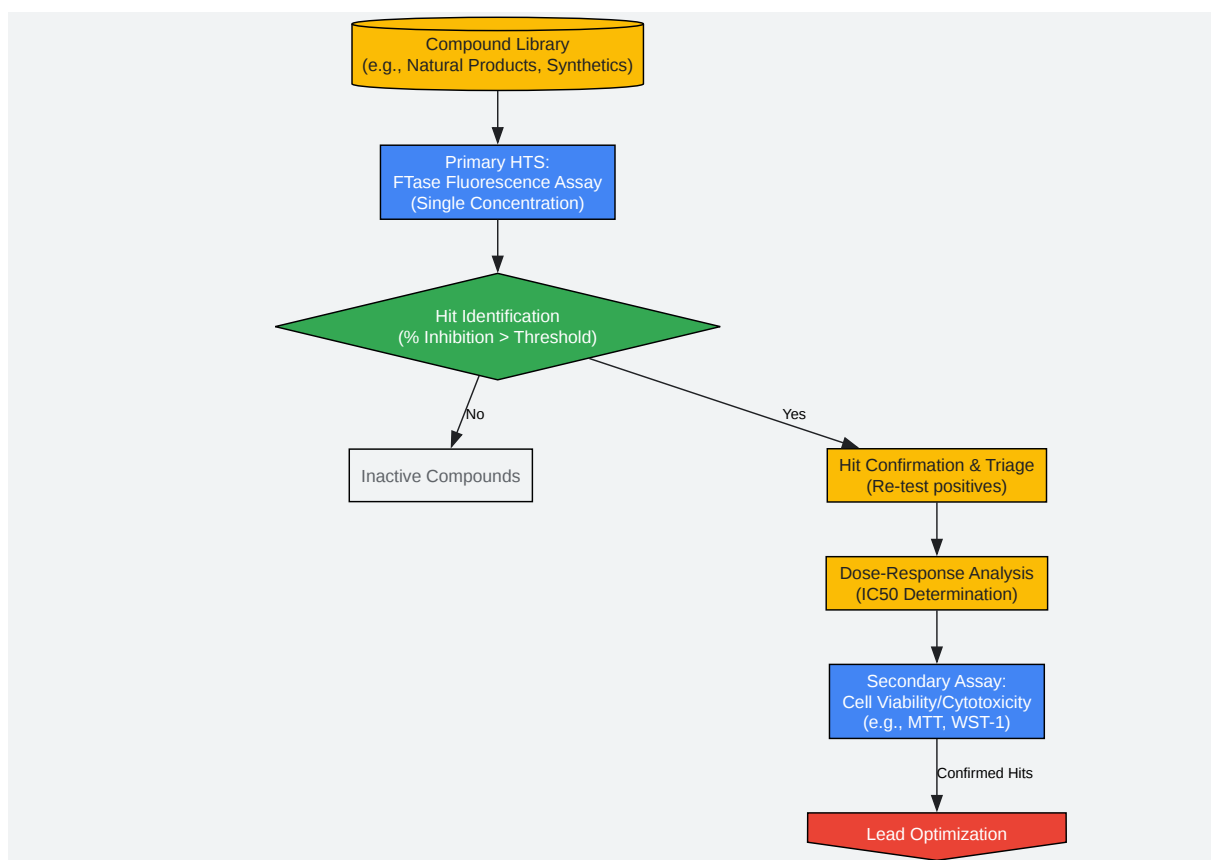 Compound Library
(e.g., Natural Products, Synthetics)
Primary HTS:
FTase Fluorescence Assay
(Single Concentration)
Hit Identification
(% Inhibition > Threshold)
No
Yes
Inactive Compounds
Hit Confirmation & Triage
(Re-test positives)
Dose-Response Analysis
(IC50 Determination)
Secondary Assay:
Cell Viability/Cytotoxicity
(e.g., MTT, WST-1)
Confirmed Hits
Lead Optimization